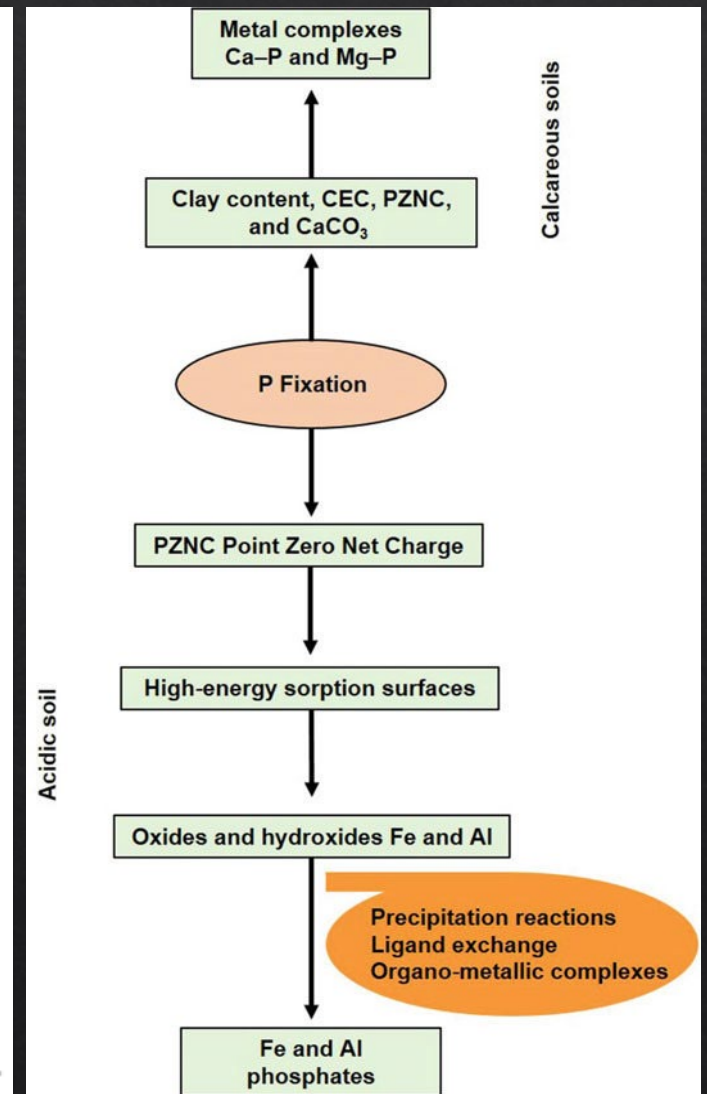 Metal complexes
Ca–P and Mg–P
Calcareous soils
Clay content, CEC, PZNC,
and CaCO₃
P Fixation
PZNC Point Zero Net Charge
High-energy sorption surfaces
Acidic soil
Oxides and hydroxides Fe and Al
Precipitation reactions
Ligand exchange
Organo-metallic complexes
Fe and Al
phosphates